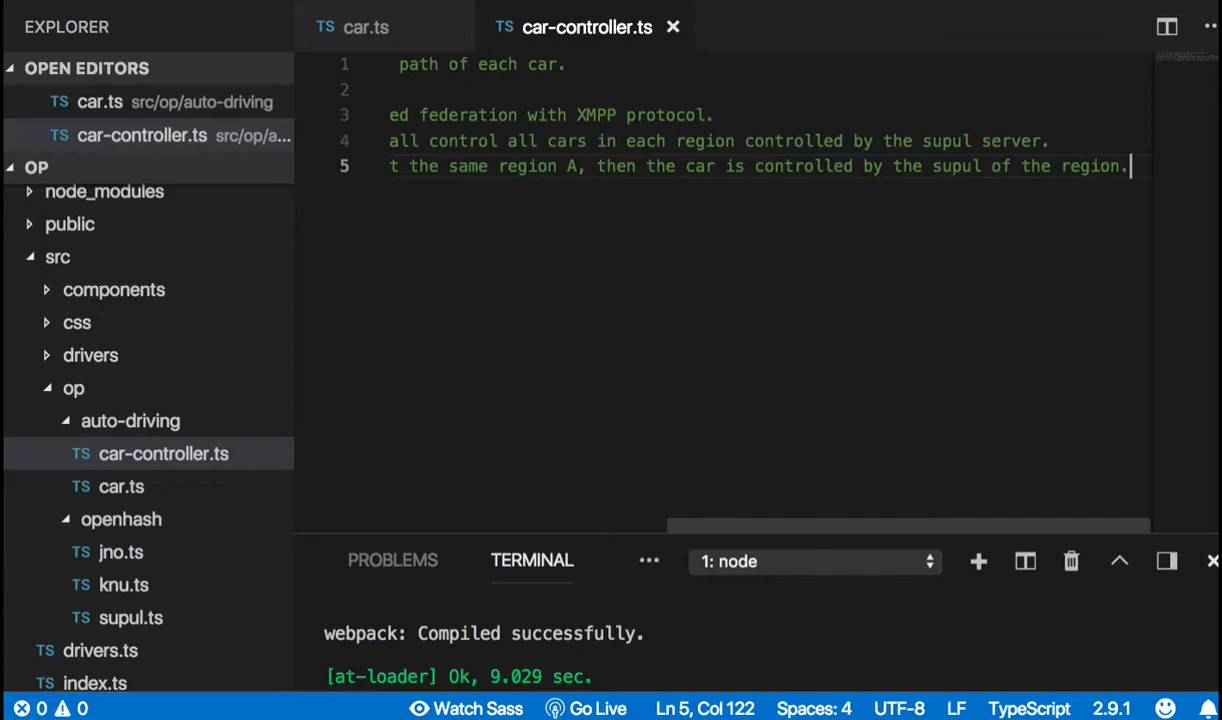 EXPLORER
OPEN EDITORS
TS car.ts src/op/auto-driving
TS car-controller.ts src/op/a...
OP
node_modules
public
src
components
css
drivers
op
auto-driving
TS car-controller.ts
TS car.ts
openhash
TS jno.ts
TS knu.ts
TS supul.ts
TS drivers.ts
TS index.ts
TS car.ts
TS car-controller.ts
1 path of each car.
2
3 ed federation with XMPP protocol.
4 all control all cars in each region controlled by the supul server.
5 t the same region A, then the car is controlled by the supul of the region.
PROBLEMS TERMINAL ... 1: node
webpack: Compiled successfully.
[at-loader] Ok, 9.029 sec.
0 0 Watch Sass Go Live Ln 5, Col 122 Spaces: 4 UTF-8 LF TypeScript 2.9.1